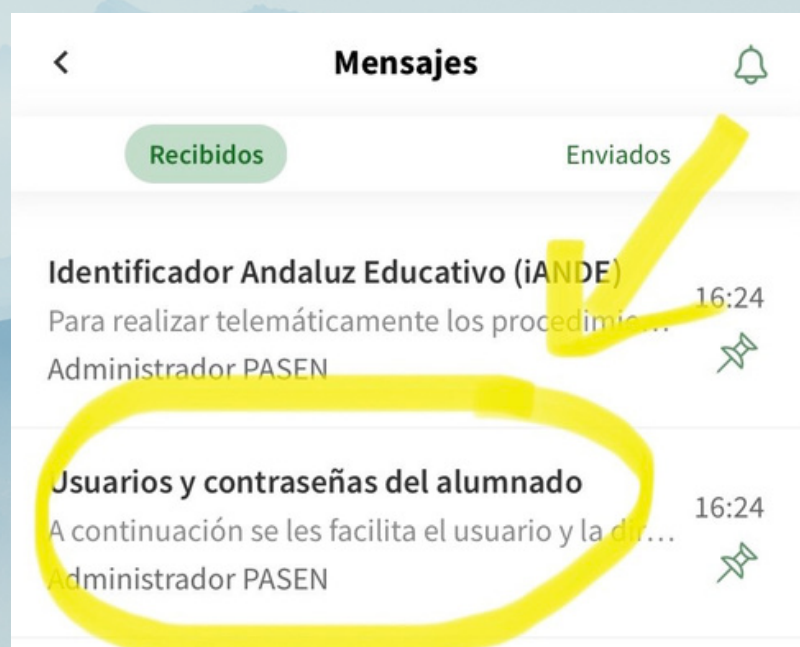 Mensajes
Recibidos Enviados
Identificador Andaluz Educativo (iANDE)
16:24
Para realizar telemáticamente los procedimie...
Administrador PASEN
Usuarios y contraseñas del alumnado
16:24
A continuación se les facilita el usuario y la dir...
Administrador PASEN